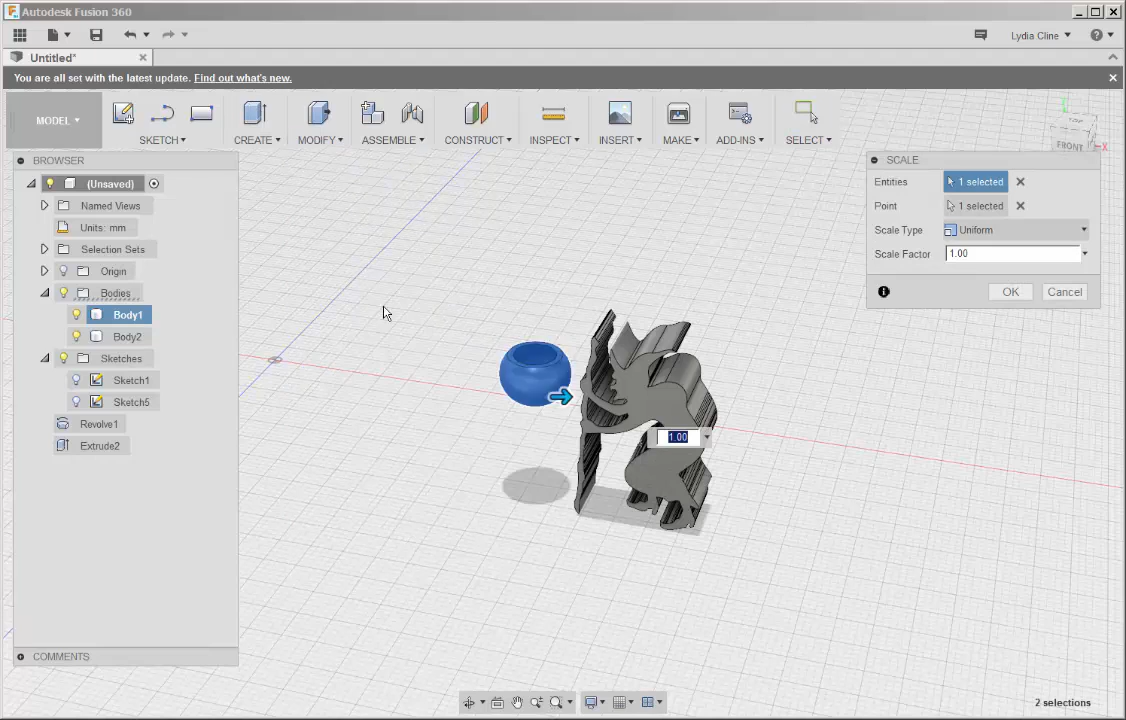 Autodesk Fusion 360
Lydia Cline
Untitled*
You are all set with the latest update. Find out what's new.
MODEL
SKETCH
CREATE
MODIFY
ASSEMBLE
CONSTRUCT
INSPECT
INSERT
MAKE
ADD-INS
SELECT
TOP
FRONT
X
BROWSER
(Unsaved)
Named Views
Units: mm
Selection Sets
Origin
Bodies
Body1
Body2
Sketches
Sketch1
Sketch5
Revolve1
Extrude2
SCALE
Entities 1 selected
Point 1 selected
Scale Type Uniform
Scale Factor 1.00
OK Cancel
1.00
COMMENTS
2 selections